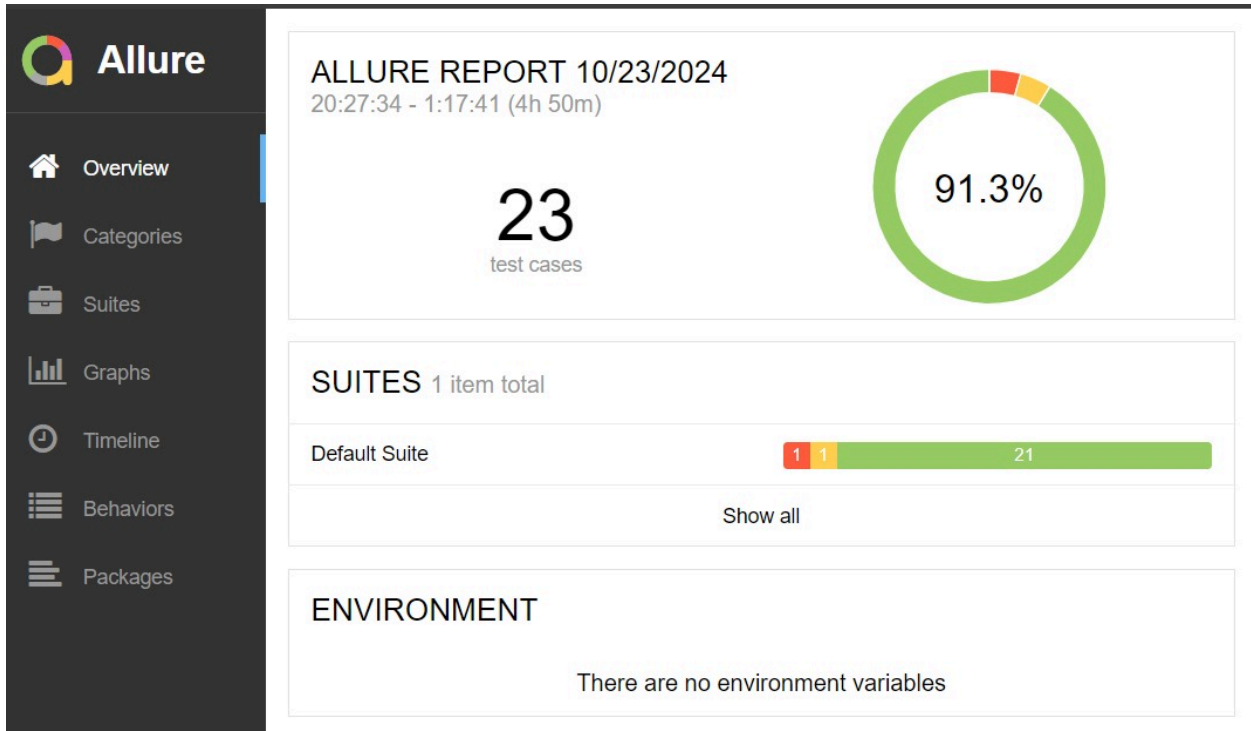 Allure
Overview
Categories
Suites
Graphs
Timeline
Behaviors
Packages
ALLURE REPORT 10/23/2024
20:27:34 - 1:17:41 (4h 50m)
23
test cases
91.3%
SUITES 1 item total
Default Suite 1 1 21
Show all
ENVIRONMENT
There are no environment variables